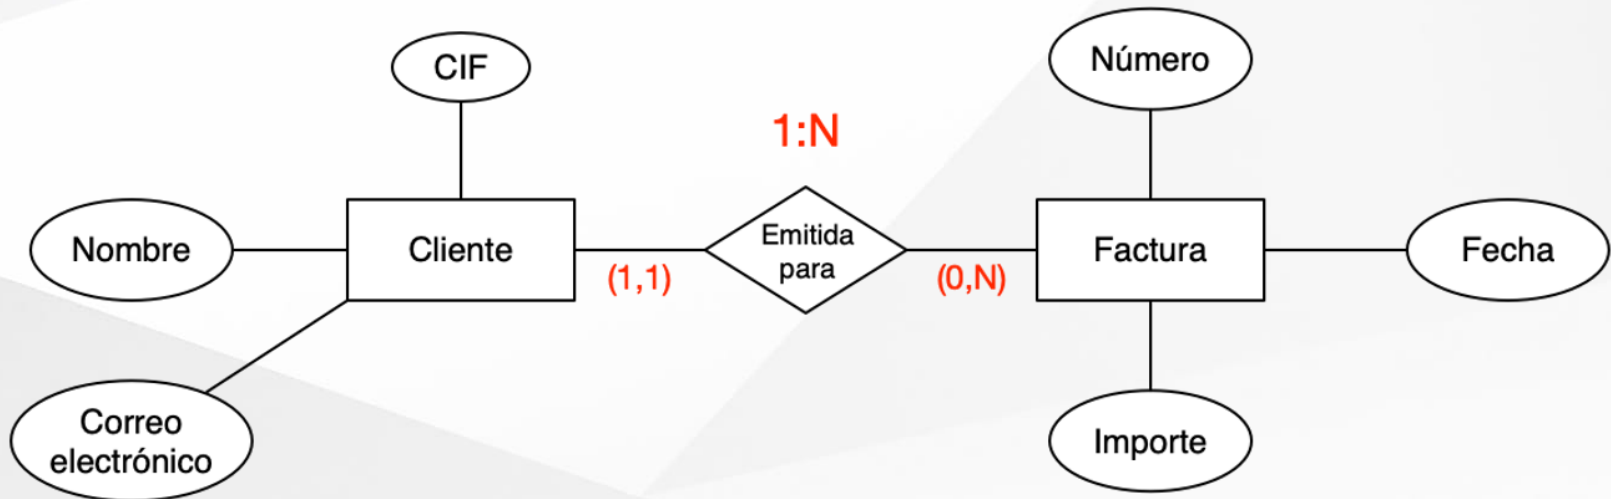 CIF
Número
1:N
Nombre
Cliente
Emitida
para
Factura
Fecha
(1,1)
(0,N)
Correo
electrónico
Importe